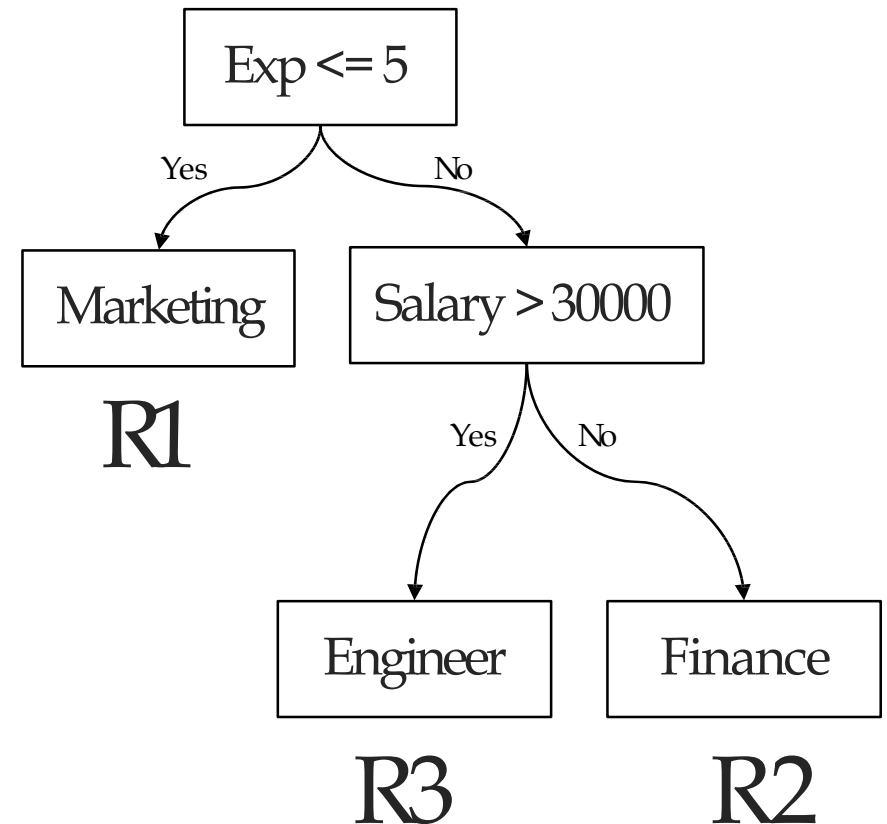 Exp <= 5
Yes
No
Marketing
Salary > 30000
R1
Yes
No
Engineer
Finance
R3
R2